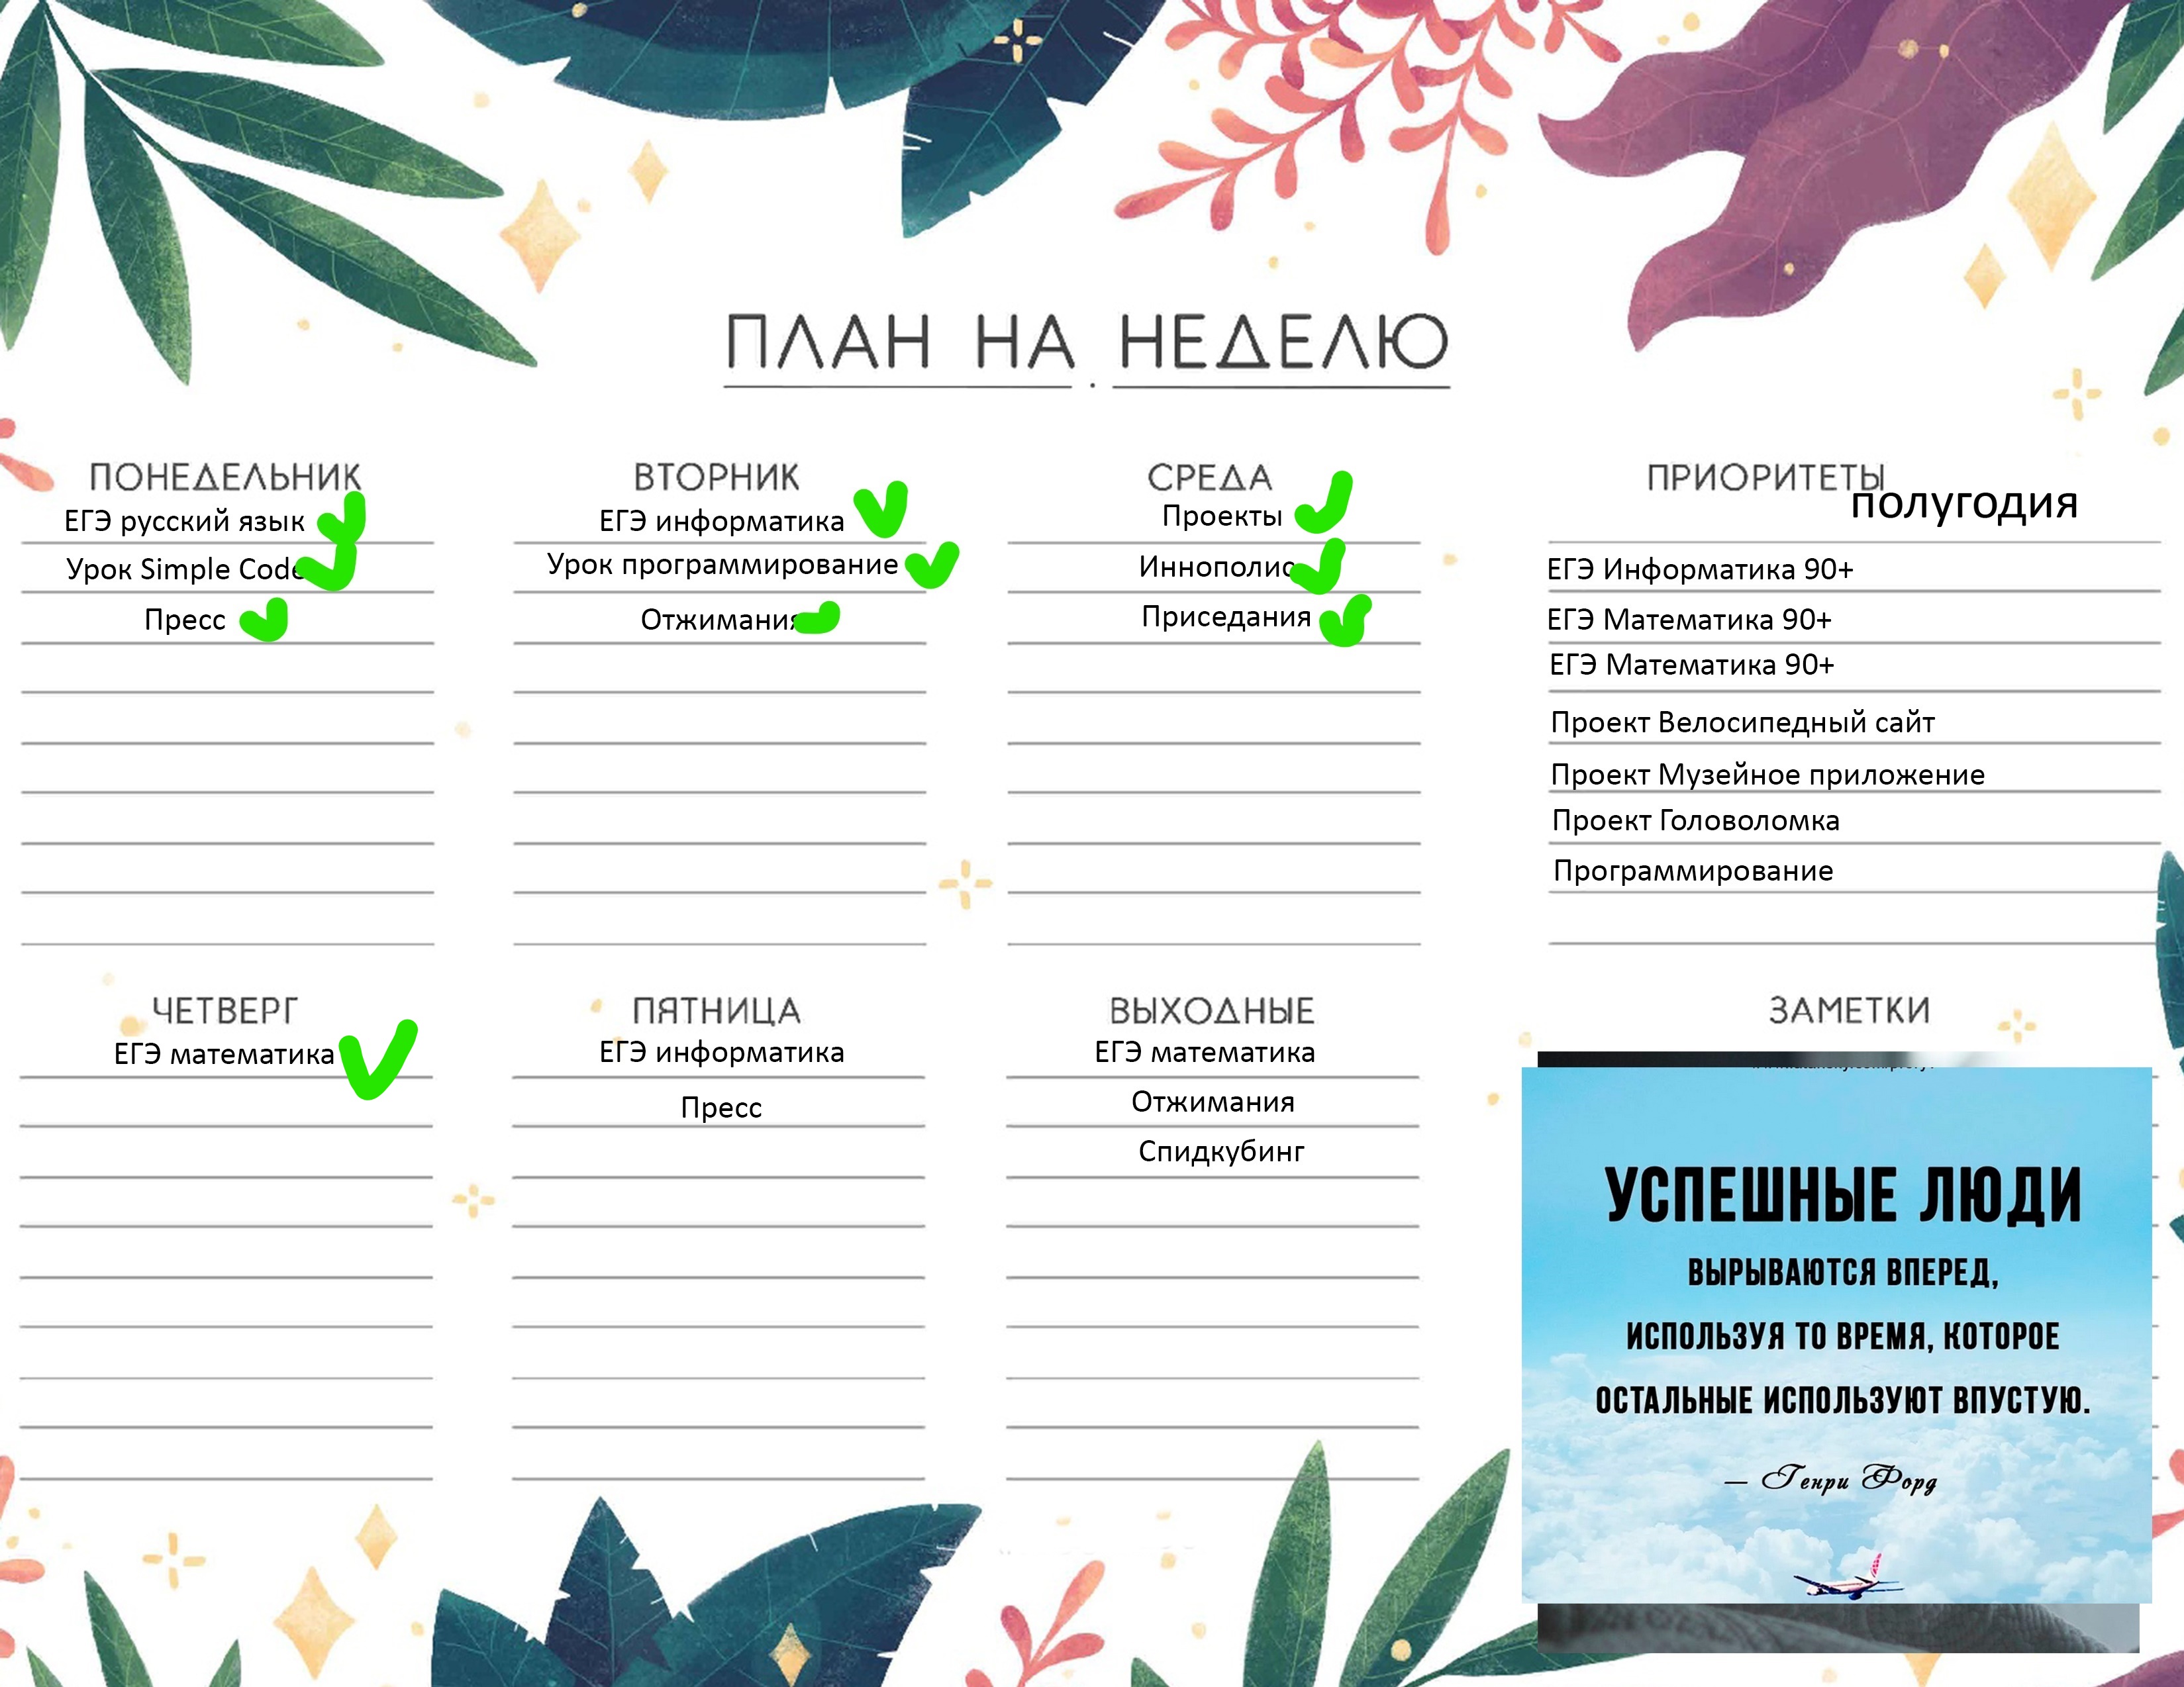 ПЛАН НА НЕДЕЛЮ
ПОНЕДЕЛЬНИК
ЕГЭ русский язык
Урок Simple Code
Пресс
ВТОРНИК
ЕГЭ информатика
Урок программирование
Отжимания
СРЕДА
Проекты
Иннополис
Приседания
ПРИОРИТЕТЫ
полугодия
ЕГЭ Информатика 90+
ЕГЭ Математика 90+
ЕГЭ Математика 90+
Проект Велосипедный сайт
Проект Музейное приложение
Проект Головоломка
Программирование
ЧЕТВЕРГ
ЕГЭ математика
ПЯТНИЦА
ЕГЭ информатика
Пресс
ВЫХОДНЫЕ
ЕГЭ математика
Отжимания
Спидкубинг
ЗАМЕТКИ
УСПЕШНЫЕ ЛЮДИ
ВЫРЫВАЮТСЯ ВПЕРЕД,
ИСПОЛЬЗУЯ ТО ВРЕМЯ, КОТОРОЕ
ОСТАЛЬНЫЕ ИСПОЛЬЗУЮТ ВПУСТУЮ.
— Генри Форд